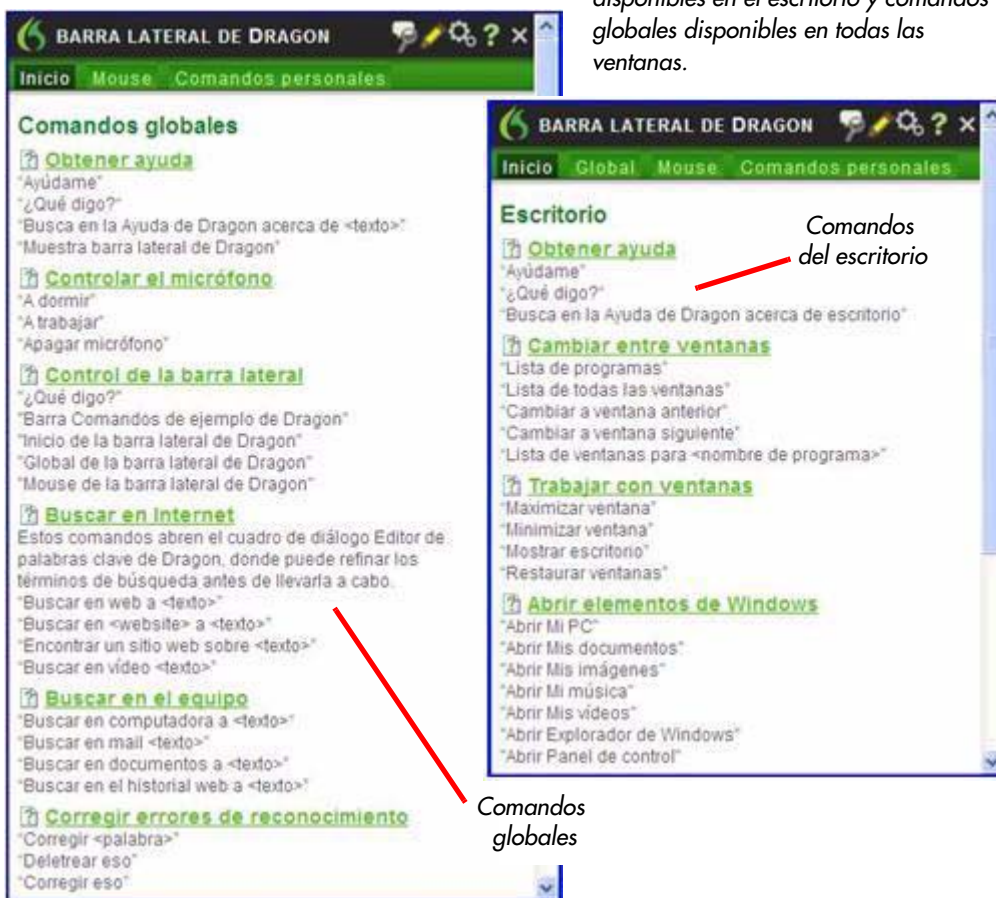 disponibles en el escritorio y comandos
globales disponibles en todas las
ventanas.
BARRA LATERAL DE DRAGON ? ×
Inicio Mouse Comandos personales
Comandos globales
Obtener ayuda
"Ayúdame"
"¿Qué digo?"
"Busca en la Ayuda de Dragon acerca de <texto>"
"Muestra barra lateral de Dragon"
Controlar el micrófono
"A dormir"
"A trabajar"
"Apagar micrófono"
Control de la barra lateral
"¿Qué digo?"
"Barra Comandos de ejemplo de Dragon"
"Inicio de la barra lateral de Dragon"
"Global de la barra lateral de Dragon"
"Mouse de la barra lateral de Dragon"
Buscar en Internet
Estos comandos abren el cuadro de diálogo Editor de
palabras clave de Dragon, donde puede refinar los
términos de búsqueda antes de llevarla a cabo.
"Buscar en web a <texto>"
"Buscar en <website> a <texto>"
"Encontrar un sitio web sobre <texto>"
"Buscar en vídeo <texto>"
Buscar en el equipo
"Buscar en computadora a <texto>"
"Buscar en mail <texto>"
"Buscar en documentos a <texto>"
"Buscar en el historial web a <texto>"
Corregir errores de reconocimiento
"Corregir <palabra>"
"Deletrear eso"
"Corregir eso"
Comandos
globales
BARRA LATERAL DE DRAGON ? ×
Inicio Global Mouse Comandos personales
Escritorio
Comandos
del escritorio
Obtener ayuda
"Ayúdame"
"¿Qué digo?"
"Busca en la Ayuda de Dragon acerca de escritorio"
Cambiar entre ventanas
"Lista de programas"
"Lista de todas las ventanas"
"Cambiar a ventana anterior"
"Cambiar a ventana siguiente"
"Lista de ventanas para <nombre de programa>"
Trabajar con ventanas
"Maximizar ventana"
"Minimizar ventana"
"Mostrar escritorio"
"Restaurar ventanas"
Abrir elementos de Windows
"Abrir Mi PC"
"Abrir Mis documentos"
"Abrir Mis imágenes"
"Abrir Mi música"
"Abrir Mis vídeos"
"Abrir Explorador de Windows"
"Abrir Panel de control"